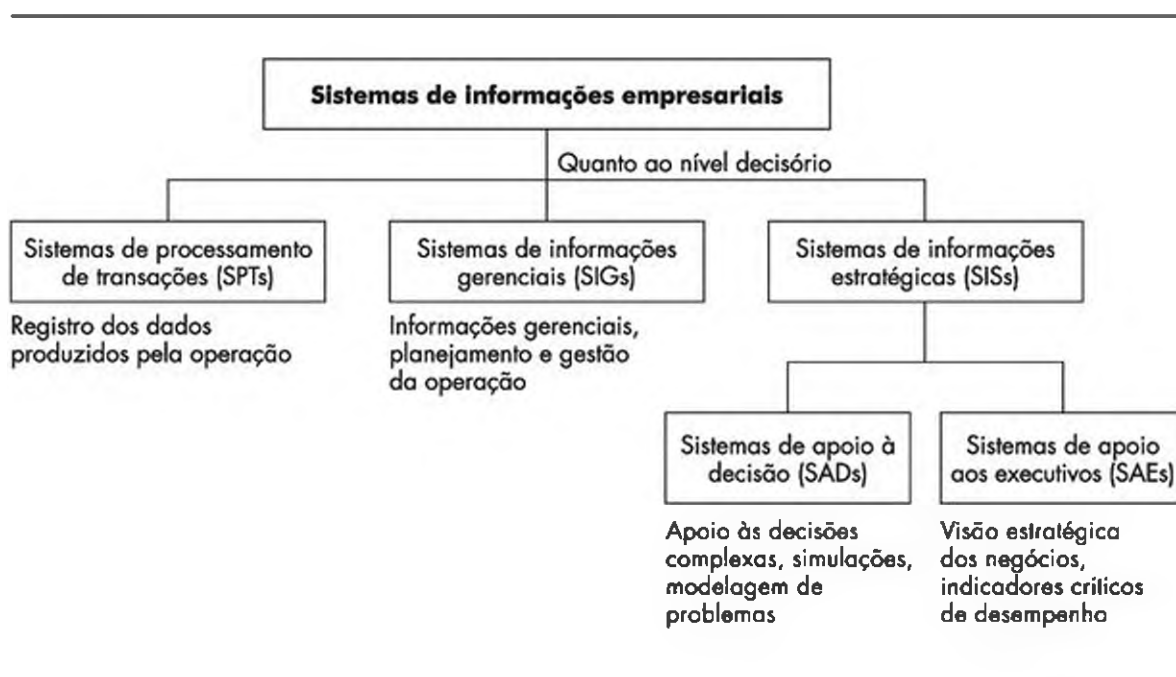 Sistemas de informações empresariais
Quanto ao nível decisório
Sistemas de processamento
de transações (SPTs)
Registro dos dados
produzidos pela operação
Sistemas de informações
gerenciais (SIGs)
Informações gerenciais,
planejamento e gestão
da operação
Sistemas de informações
estratégicas (SISs)
Sistemas de apoio à
decisão (SADs)
Apoio às decisões
complexas, simulações,
modelagem de
problemas
Sistemas de apoio
aos executivos (SAEs)
Visão estratégica
dos negócios,
indicadores críticos
de desempenho